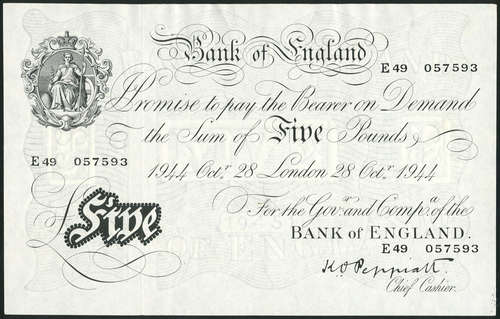 Bank of England
E49 057593
I Promise to pay the Bearer on Demand
the Sum of Five Pounds
E49 057593
1944 Octr. 28 London 28 Octr. 1944
£Five
For the Govr. and Compa. of the
BANK of ENGLAND.
E49 057593
K O Peppiatt.
Chief Cashier.